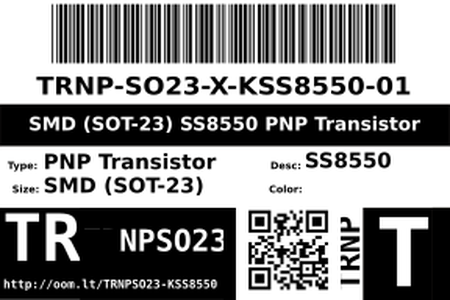 TRNP-SO23-X-KSS8550-01
SMD (SOT-23) SS8550 PNP Transistor
Type: PNP Transistor Desc: SS8550
Size: SMD (SOT-23) Color:
TR NPSO23 TRNP T
http://oom.lt/TRNPSO23-KSS8550